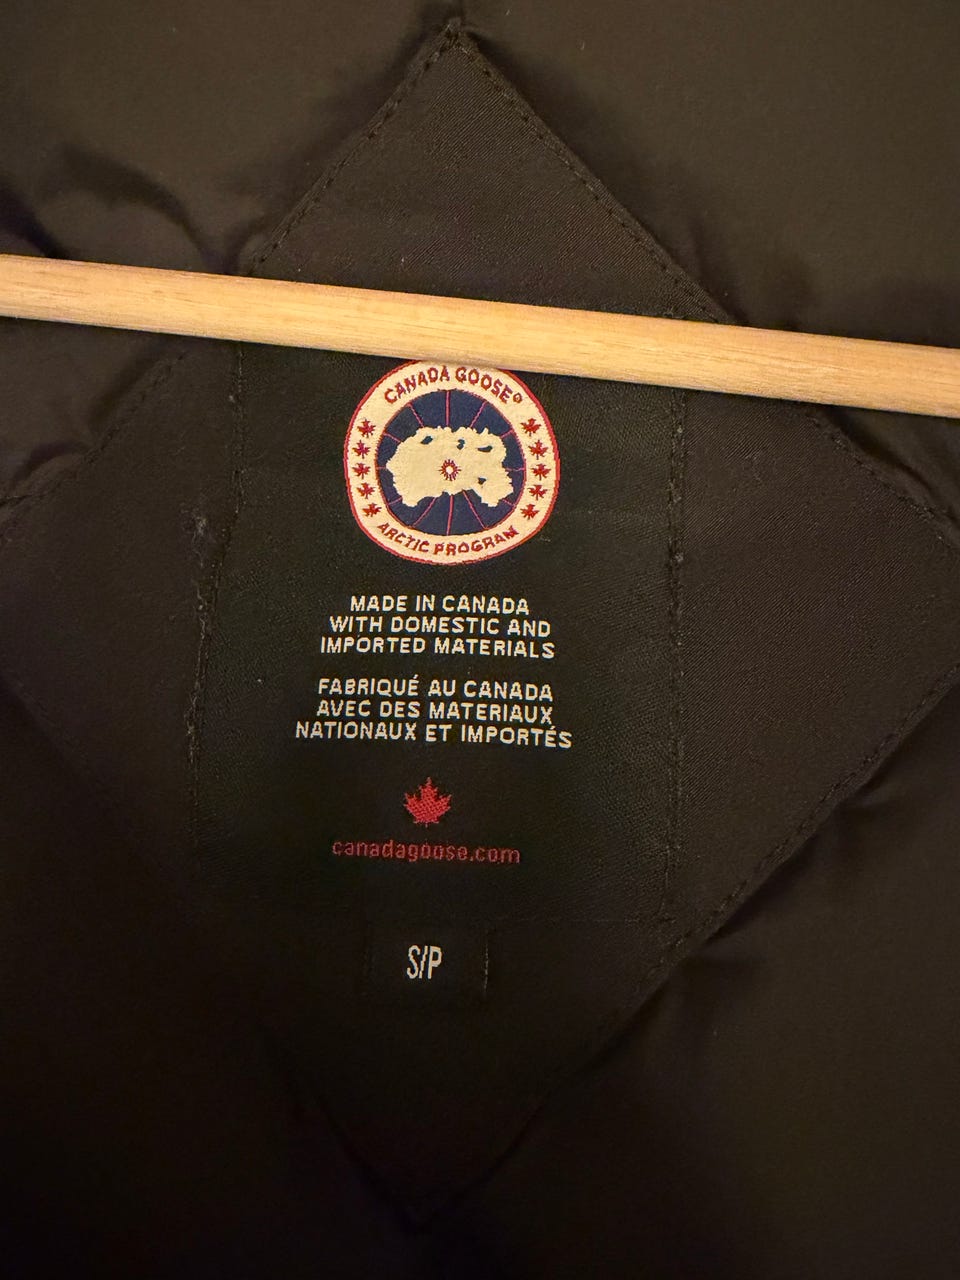 CANADA GOOSE®
ARCTIC PROGRAM
MADE IN CANADA
WITH DOMESTIC AND
IMPORTED MATERIALS
FABRIQUÉ AU CANADA
AVEC DES MATERIAUX
NATIONAUX ET IMPORTÉS
canadagoose.com
S/P